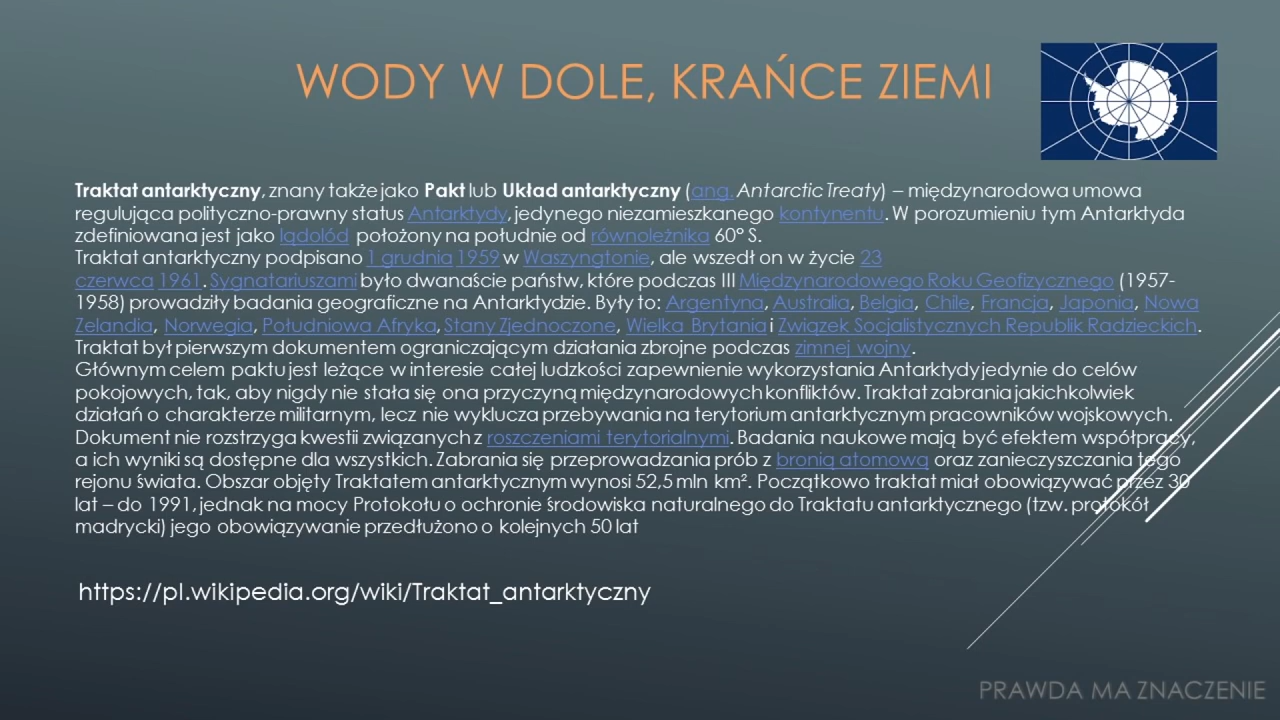 WODY W DOLE, KRAŃCE ZIEMI
Traktat antarktyczny, znany także jako Pakt lub Układ antarktyczny (ang. Antarctic Treaty) – międzynarodowa umowa
regulująca polityczno-prawny status Antarktydy, jedynego niezamieszkanego kontynentu. W porozumieniu tym Antarktyda
zdefiniowana jest jako lądolód położony na południe od równoleżnika 60° S.
Traktat antarktyczny podpisano 1 grudnia 1959 w Waszyngtonie, ale wszedł on w życie 23
czerwca 1961. Sygnatariuszami było dwanaście państw, które podczas III Międzynarodowego Roku Geofizycznego (1957-
1958) prowadziły badania geograficzne na Antarktydzie. Były to: Argentyna, Australia, Belgia, Chile, Francja, Japonia, Nowa
Zelandia, Norwegia, Południowa Afryka, Stany Zjednoczone, Wielka Brytania i Związek Socjalistycznych Republik Radzieckich.
Traktat był pierwszym dokumentem ograniczającym działania zbrojne podczas zimnej wojny.
Głównym celem paktu jest leżące w interesie całej ludzkości zapewnienie wykorzystania Antarktydy jedynie do celów
pokojowych, tak, aby nigdy nie stała się ona przyczyną międzynarodowych konfliktów. Traktat zabrania jakichkolwiek
działań o charakterze militarnym, lecz nie wyklucza przebywania na terytorium antarktycznym pracowników wojskowych.
Dokument nie rozstrzyga kwestii związanych z roszczeniami terytorialnymi. Badania naukowe mają być efektem współpracy,
a ich wyniki są dostępne dla wszystkich. Zabrania się przeprowadzania prób z bronią atomową oraz zanieczyszczania tego
rejonu świata. Obszar objęty Traktatem antarktycznym wynosi 52,5 mln km². Początkowo traktat miał obowiązywać przez 30
lat – do 1991, jednak na mocy Protokołu o ochronie środowiska naturalnego do Traktatu antarktycznego (tzw. protokół
madrycki) jego obowiązywanie przedłużono o kolejnych 50 lat
https://pl.wikipedia.org/wiki/Traktat_antarktyczny
PRAWDA MA ZNACZENIE